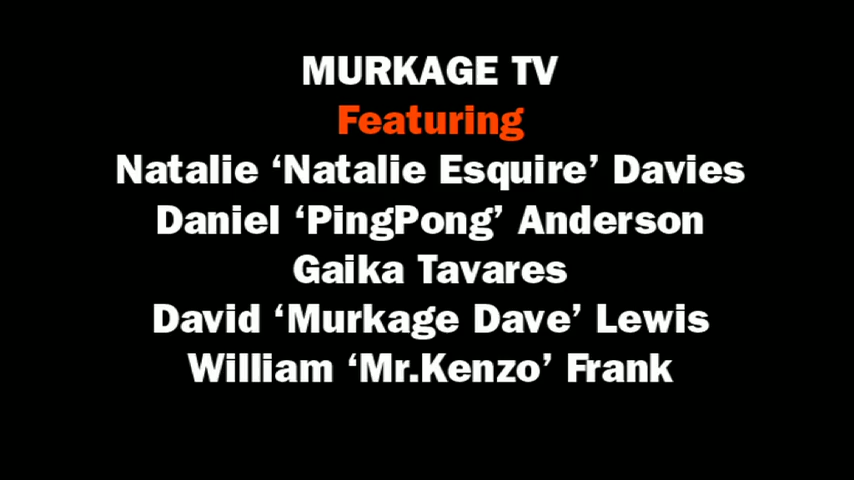 MURKAGE TV
Featuring
Natalie ‘Natalie Esquire’ Davies
Daniel ‘PingPong’ Anderson
Gaika Tavares
David ‘Murkage Dave’ Lewis
William ‘Mr.Kenzo’ Frank